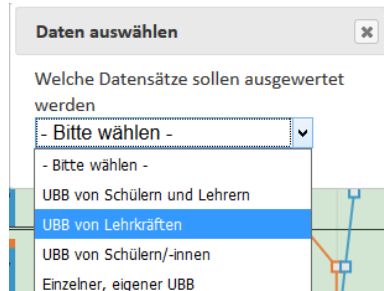 Daten auswählen
Welche Datensätze sollen ausgewertet
werden
- Bitte wählen -
- Bitte wählen -
UBB von Schülern und Lehrern
UBB von Lehrkräften
UBB von Schülern/-innen
Einzelner, eigener UBB